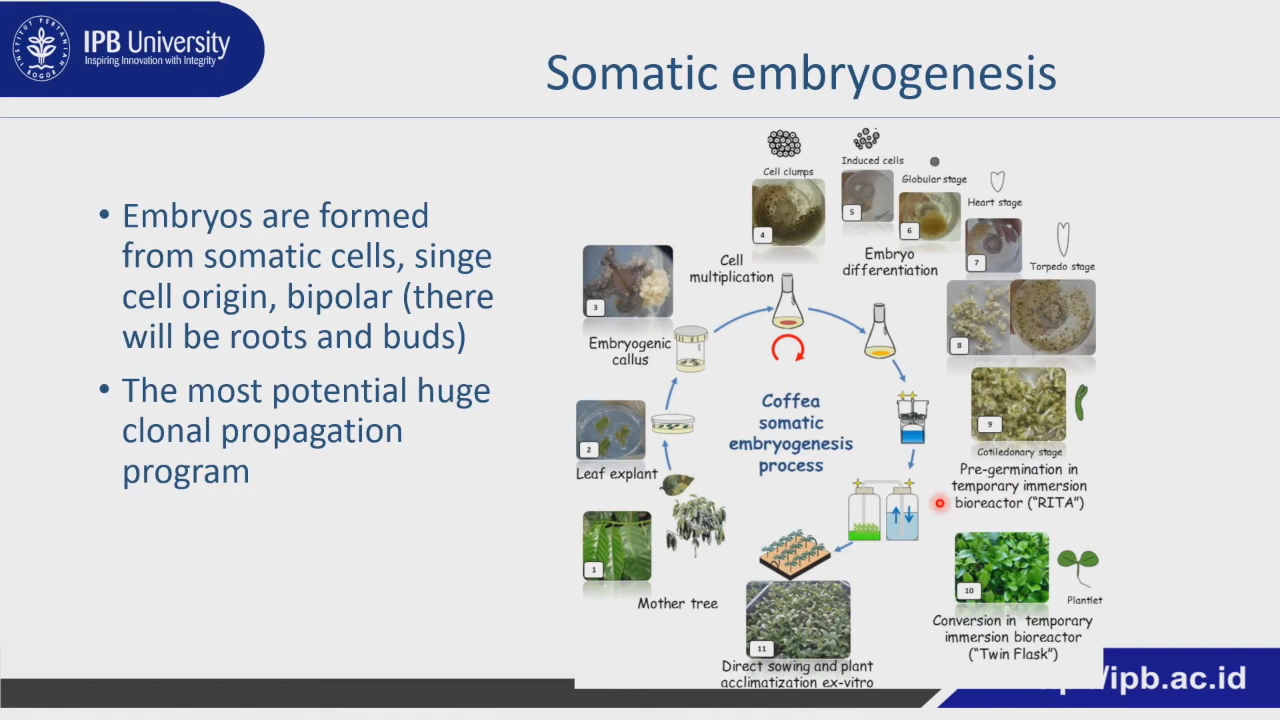 IPB University
Inspiring Innovation with Integrity
INSTITUT PERTANIAN
BOGOR
Somatic embryogenesis
• Embryos are formed
from somatic cells, singe
cell origin, bipolar (there
will be roots and buds)
• The most potential huge
clonal propagation
program
Cell clumps
4
Cell
multiplication
Induced cells
5
Globular stage
6
Embryo
differentiation
Heart stage
7
Torpedo stage
8
3
Embryogenic
callus
2
Leaf explant
1
Mother tree
Coffea
somatic
embryogenesis
process
9
Cotiledonary stage
Pre-germination in
temporary immersion
bioreactor ("RITA")
10
Plantlet
Conversion in temporary
immersion bioreactor
("Twin Flask")
11
Direct sowing and plant
acclimatization ex-vitro
/ipb.ac.id